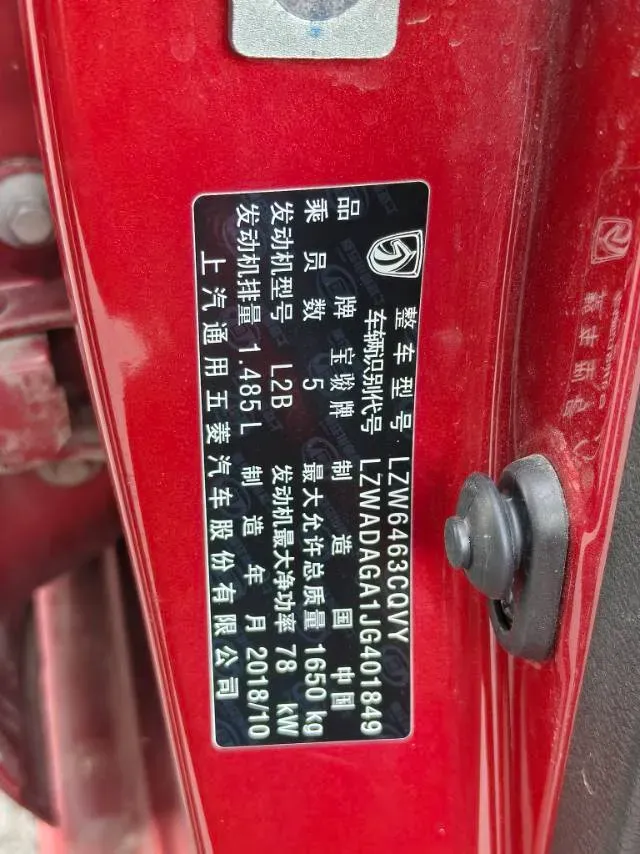 整车型号 LZW6463CQVY
车辆识别代号 LZWADAGA1JG401849
品牌 宝骏牌 制造国 中国
乘员数 5 最大允许总质量 1650 kg
发动机型号 L2B 发动机最大净功率 78 kW
发动机排量 1.485 L 制造年月 2018/10
上汽通用五菱汽车股份有限公司